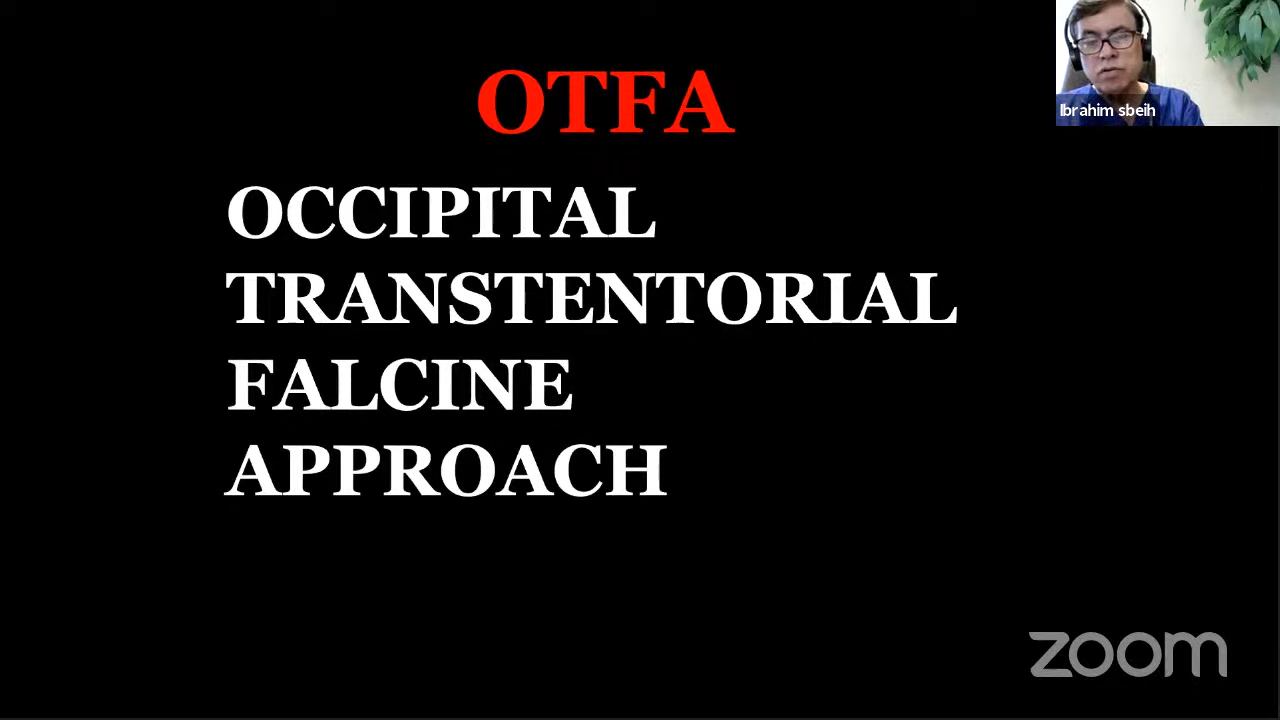 OTFA
Ibrahim sbeih
OCCIPITAL
TRANSTENTORIAL
FALCINE
APPROACH
zoom